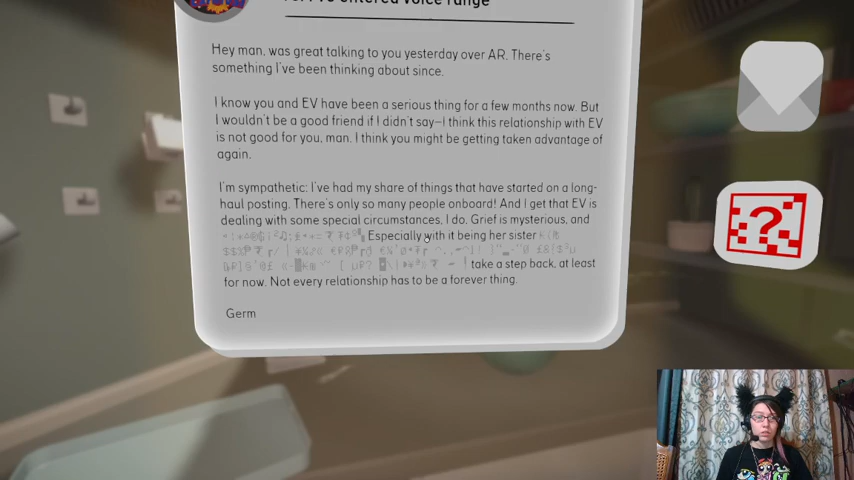 entered voice range
Hey man, was great talking to you yesterday over AR. There's
something I've been thinking about since.
I know you and EV have been a serious thing for a few months now. But
I wouldn't be a good friend if I didn't say—I think this relationship with EV
is not good for you, man. I think you might be getting taken advantage of
again.
I'm sympathetic: I've had my share of things that have started on a long-
haul posting. There's only so many people onboard! And I get that EV is
dealing with some special circumstances, I do. Grief is mysterious, and
Especially with it being her sister
take a step back, at least
for now. Not every relationship has to be a forever thing.
Germ
?